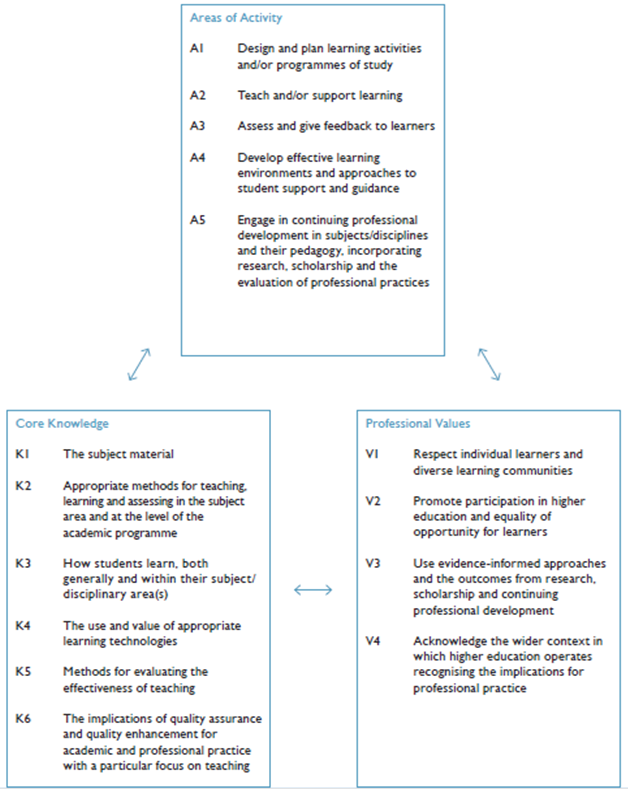 Areas of Activity
A1 Design and plan learning activities
and/or programmes of study
A2 Teach and/or support learning
A3 Assess and give feedback to learners
A4 Develop effective learning
environments and approaches to
student support and guidance
A5 Engage in continuing professional
development in subjects/disciplines
and their pedagogy, incorporating
research, scholarship and the
evaluation of professional practices
Core Knowledge
K1 The subject material
K2 Appropriate methods for teaching,
learning and assessing in the subject
area and at the level of the
academic programme
K3 How students learn, both
generally and within their subject/
disciplinary area(s)
K4 The use and value of appropriate
learning technologies
K5 Methods for evaluating the
effectiveness of teaching
K6 The implications of quality assurance
and quality enhancement for
academic and professional practice
with a particular focus on teaching
Professional Values
V1 Respect individual learners and
diverse learning communities
V2 Promote participation in higher
education and equality of
opportunity for learners
V3 Use evidence-informed approaches
and the outcomes from research,
scholarship and continuing
professional development
V4 Acknowledge the wider context in
which higher education operates
recognising the implications for
professional practice